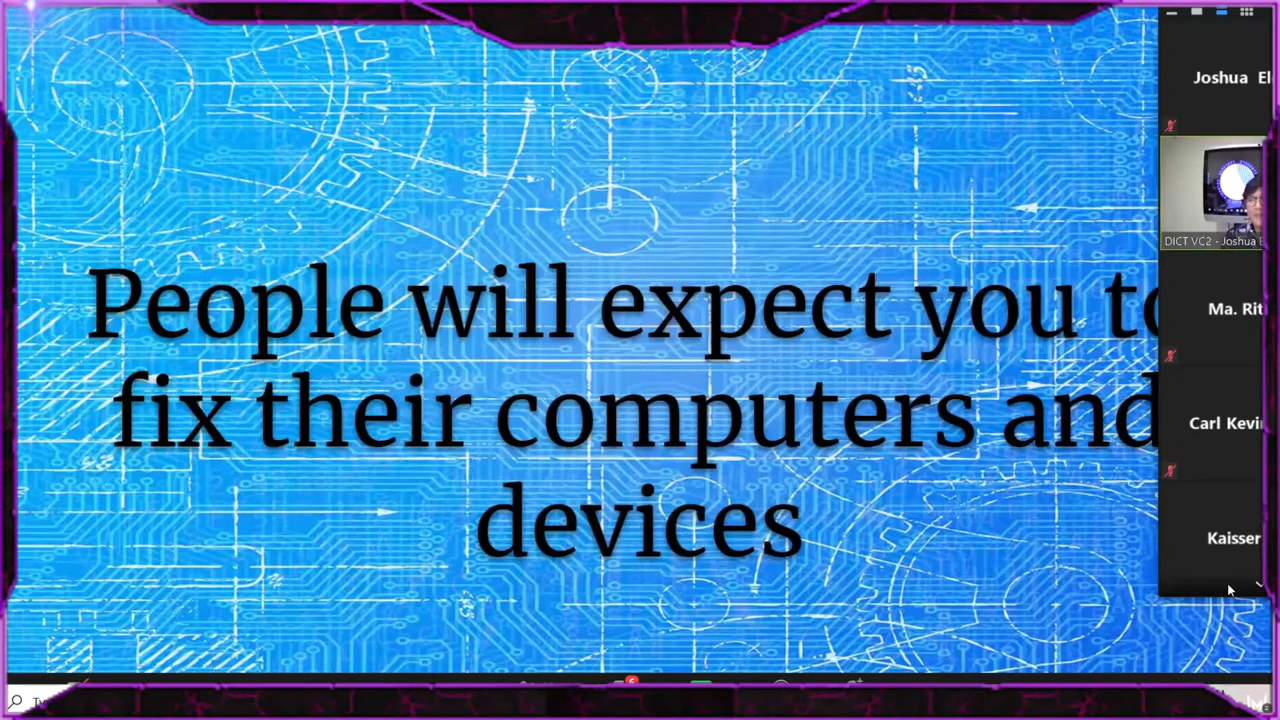 People will expect you to
fix their computers and
devices
Joshua El
DICT VC2 - Joshua E
Ma. Rit
Carl Kevi
Kaisser